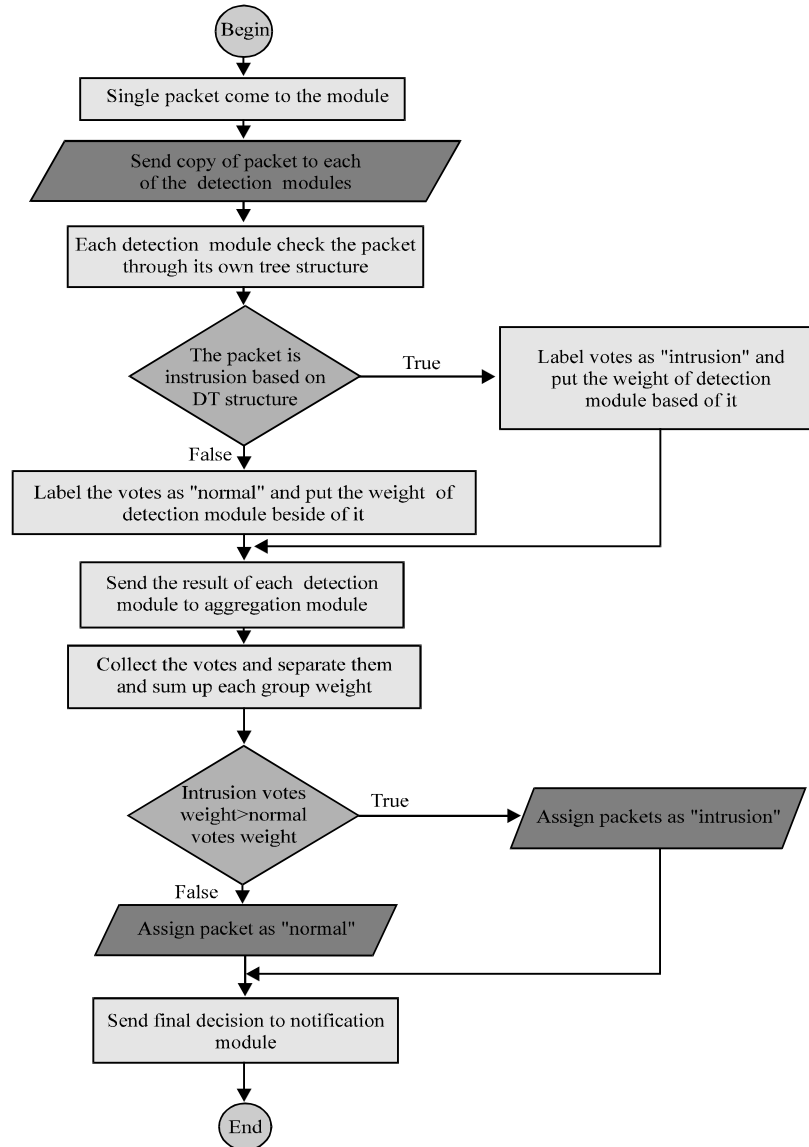 Begin
Single packet come to the module
Send copy of packet to each
of the detection modules
Each detection module check the packet
through its own tree structure
The packet is
instrusion based on
DT structure
True
Label votes as "intrusion" and
put the weight of detection
module based of it
False
Label the votes as "normal" and put the weight of
detection module beside of it
Send the result of each detection
module to aggregation module
Collect the votes and separate them
and sum up each group weight
Intrusion votes
weight>normal
votes weight
True
Assign packets as "intrusion"
False
Assign packet as "normal"
Send final decision to notification
module
End